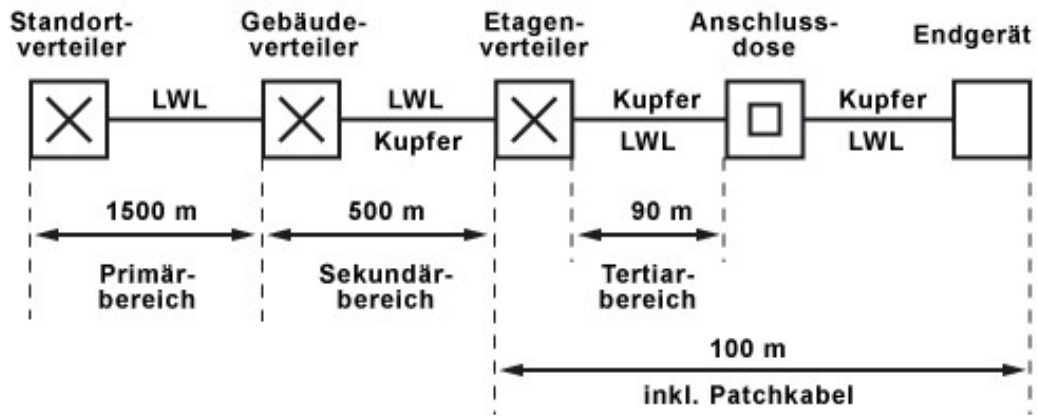 Standort-
verteiler
Gebäude-
verteiler
Etagen-
verteiler
Anschluss-
dose
Endgerät
LWL
LWL
Kupfer
Kupfer
LWL
Kupfer
LWL
1500 m
500 m
90 m
Primär-
bereich
Sekundär-
bereich
Tertiar-
bereich
100 m
inkl. Patchkabel